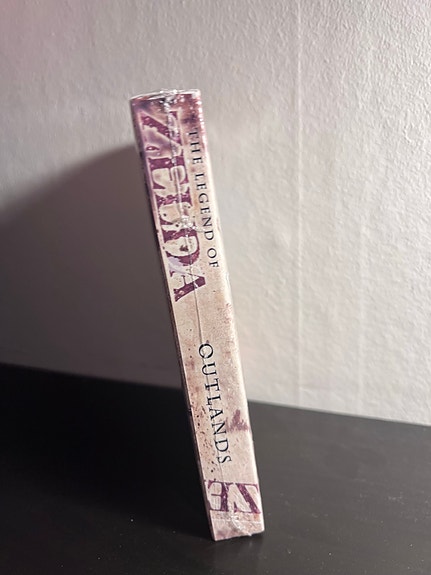 THE LEGEND OF
ZELDA
OUTLANDS
ZE